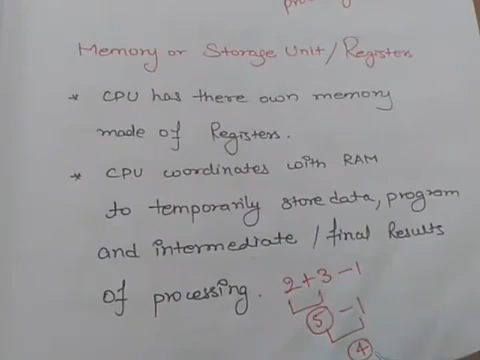 Memory or Storage Unit / Registers
* CPU has there own memory
made of Registers.
* CPU coordinates with RAM
to temporarily store data, program
and intermediate / final Results
of processing. 2+3-1
5 -1
4